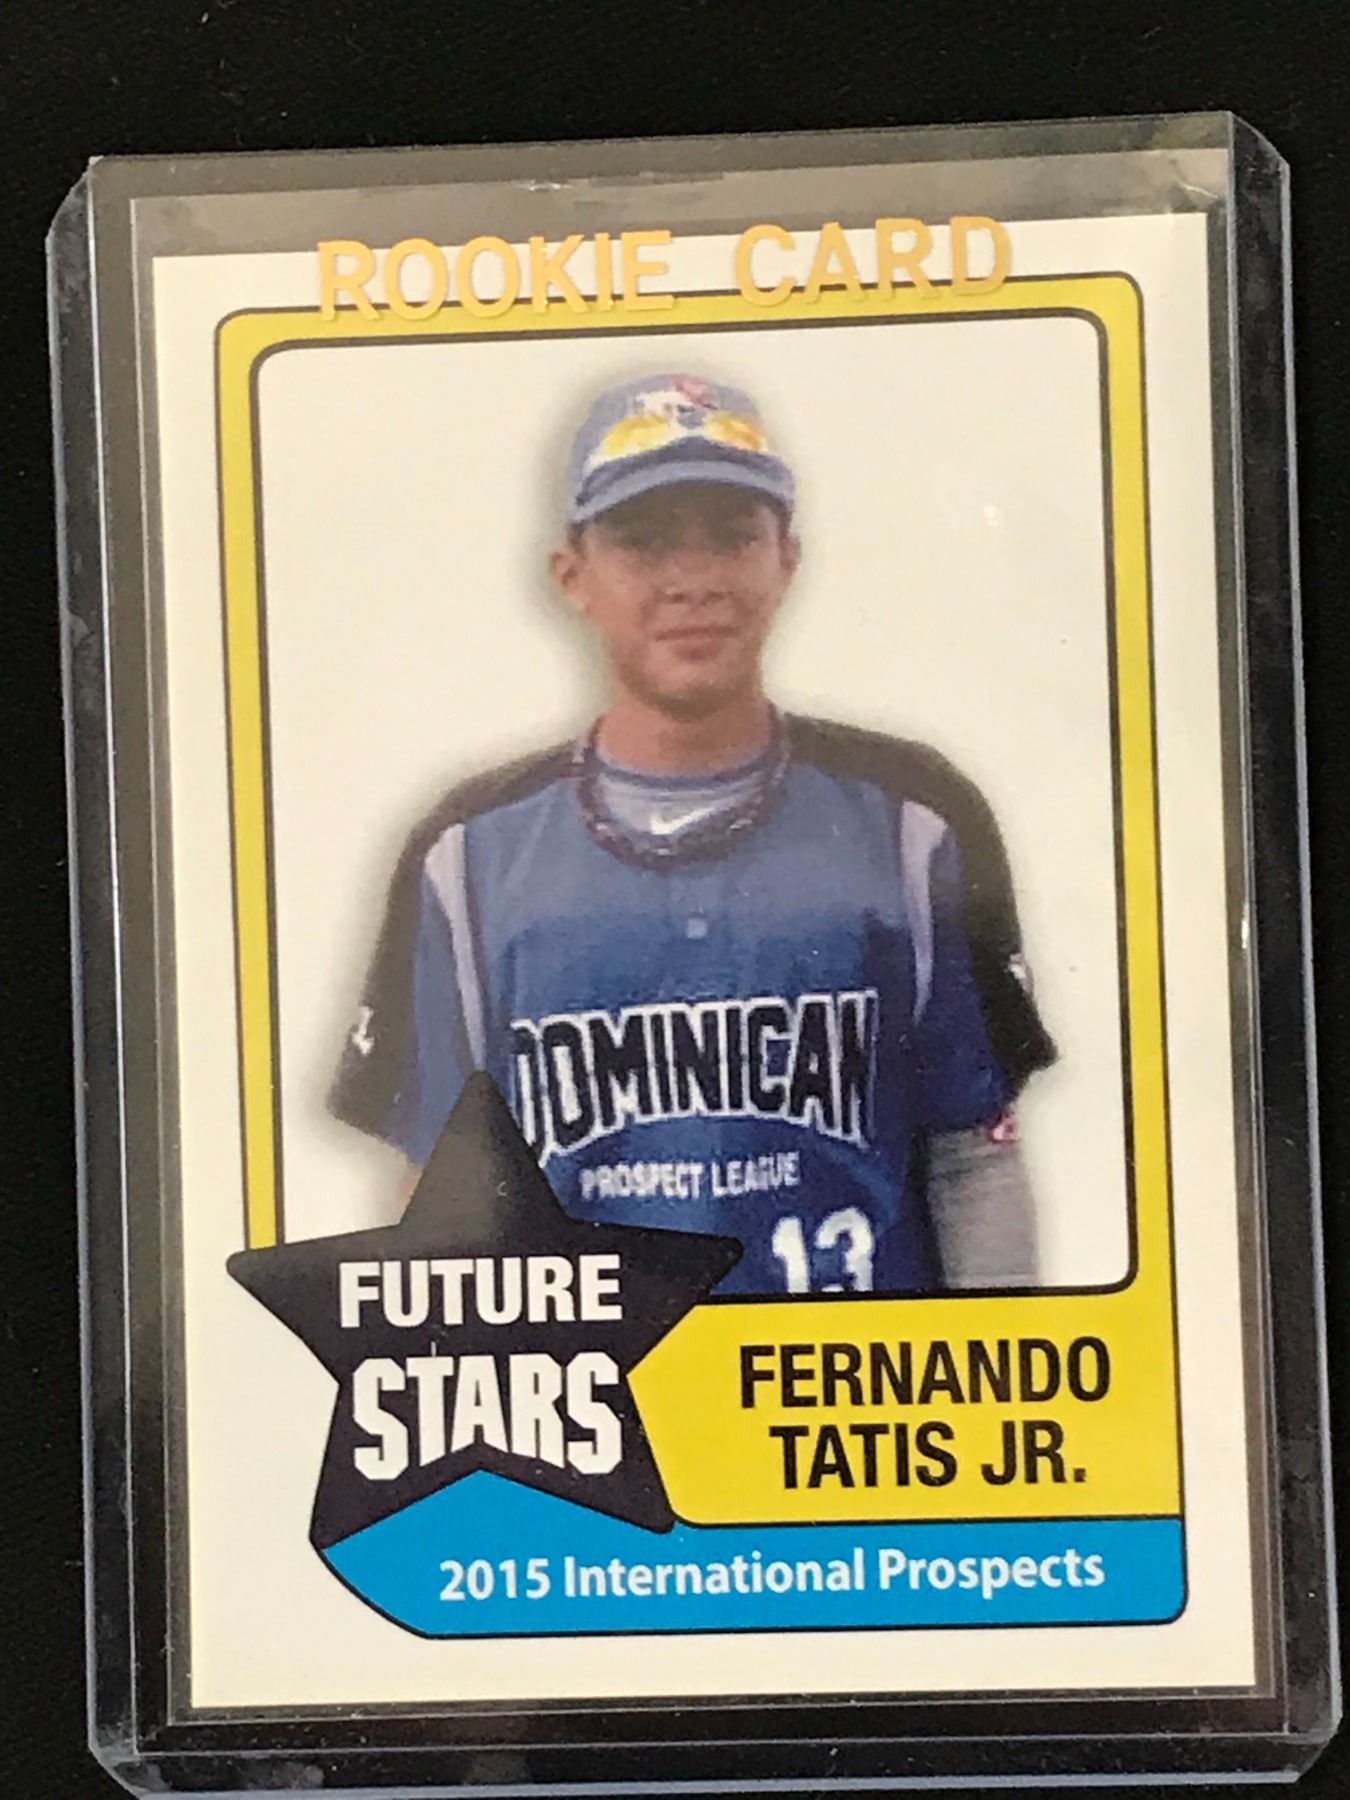 ROOKIE CARD
DOMINICAN
PROSPECT LEAGUE
13
FUTURE
STARS
FERNANDO
TATIS JR.
2015 International Prospects